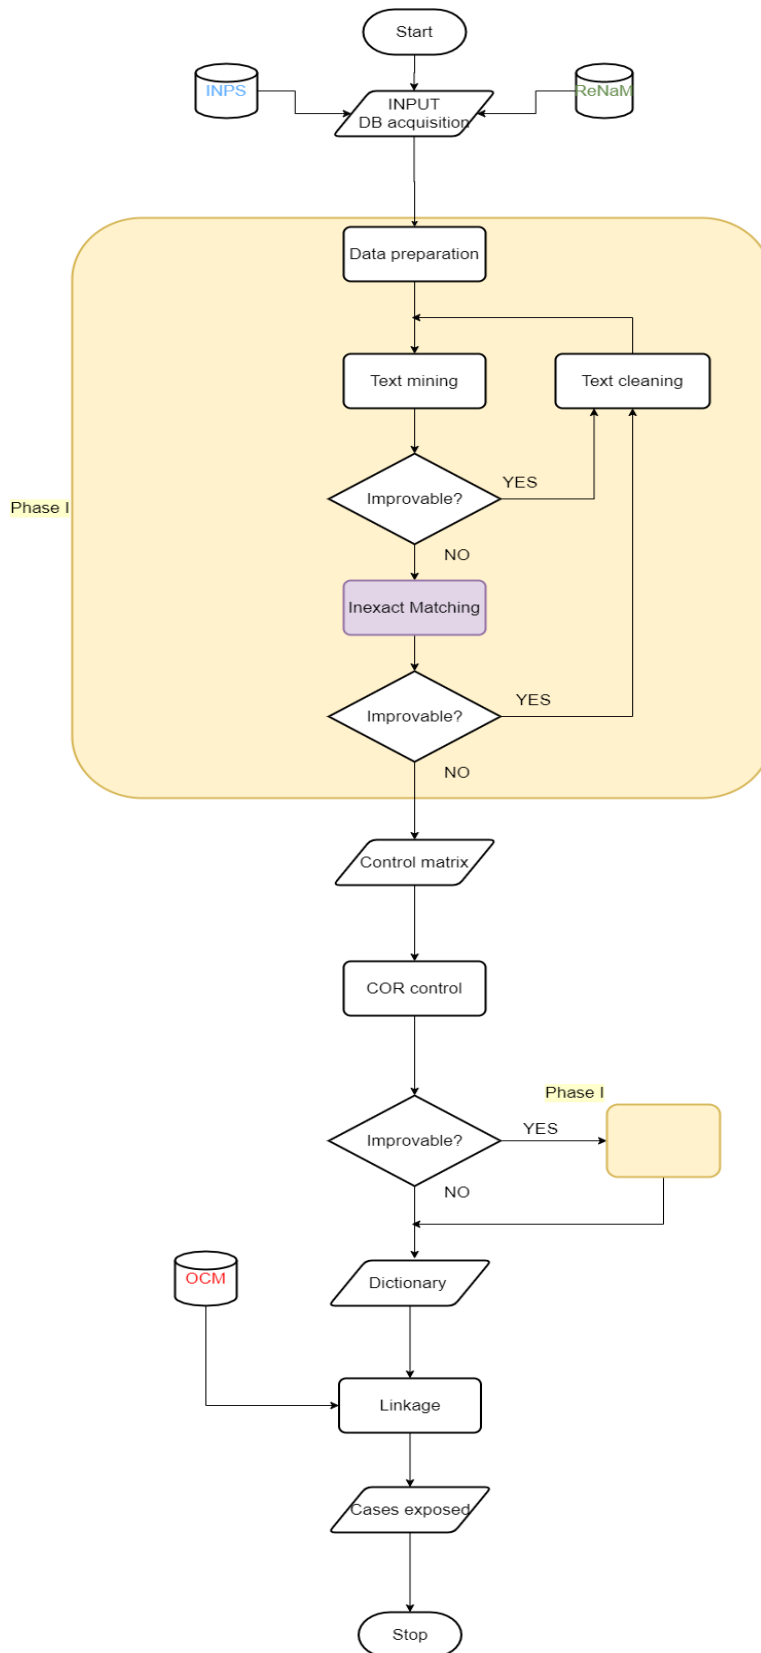 Start
INPS
INPUT
DB acquisition
ReNaM
Data preparation
Text mining
Text cleaning
Improvable?
YES
Phase I
NO
Inexact Matching
Improvable?
YES
NO
Control matrix
COR control
Phase I
Improvable?
YES
NO
OCM
Dictionary
Linkage
Cases exposed
Stop